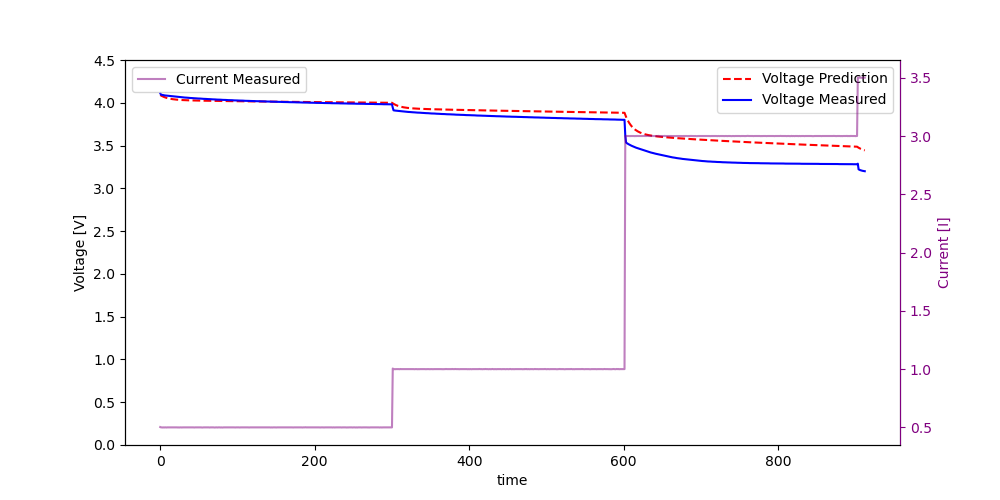 Current Measured
Voltage Prediction
Voltage Measured
4.5
4.0
3.5
3.0
2.5
2.0
1.5
1.0
0.5
0.0
Voltage [V]
3.5
3.0
2.5
2.0
1.5
1.0
0.5
Current [I]
0 200 400 600 800
time